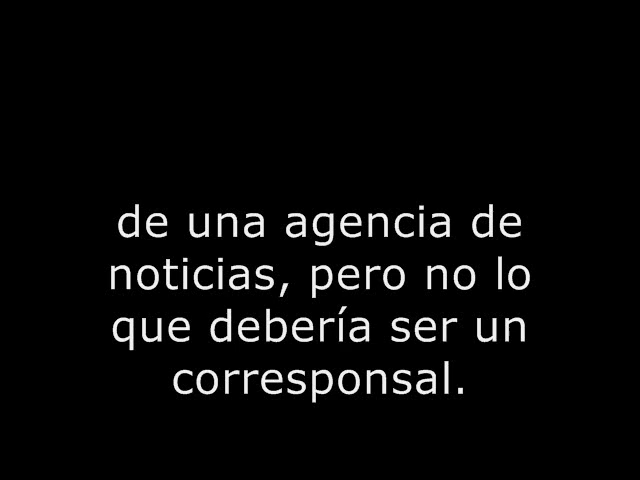 de una agencia de
noticias, pero no lo
que debería ser un
corresponsal.